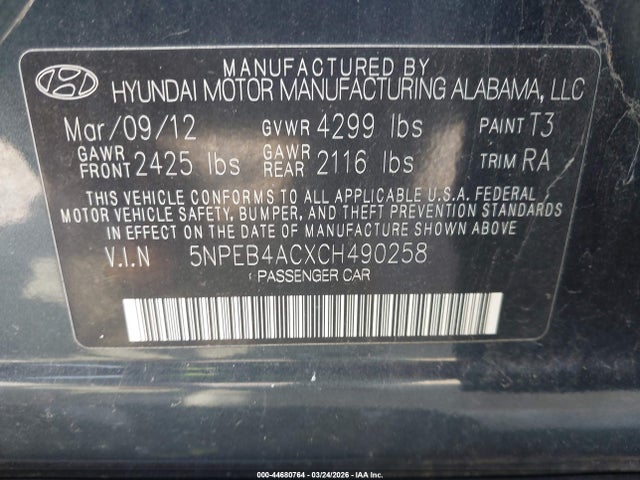 MANUFACTURED BY
HYUNDAI MOTOR MANUFACTURING ALABAMA, LLC
Mar/09/12 GVWR 4299 lbs PAINT T3
GAWR FRONT 2425 lbs GAWR REAR 2116 lbs TRIM RA
THIS VEHICLE CONFORMS TO ALL APPLICABLE U.S.A. FEDERAL
MOTOR VEHICLE SAFETY, BUMPER, AND THEFT PREVENTION STANDARDS
IN EFFECT ON THE DATE OF MANUFACTURE SHOWN ABOVE
V.I.N 5NPEB4ACXCH490258
PASSENGER CAR
000-44680764 - 03/24/2026 - IAA Inc.